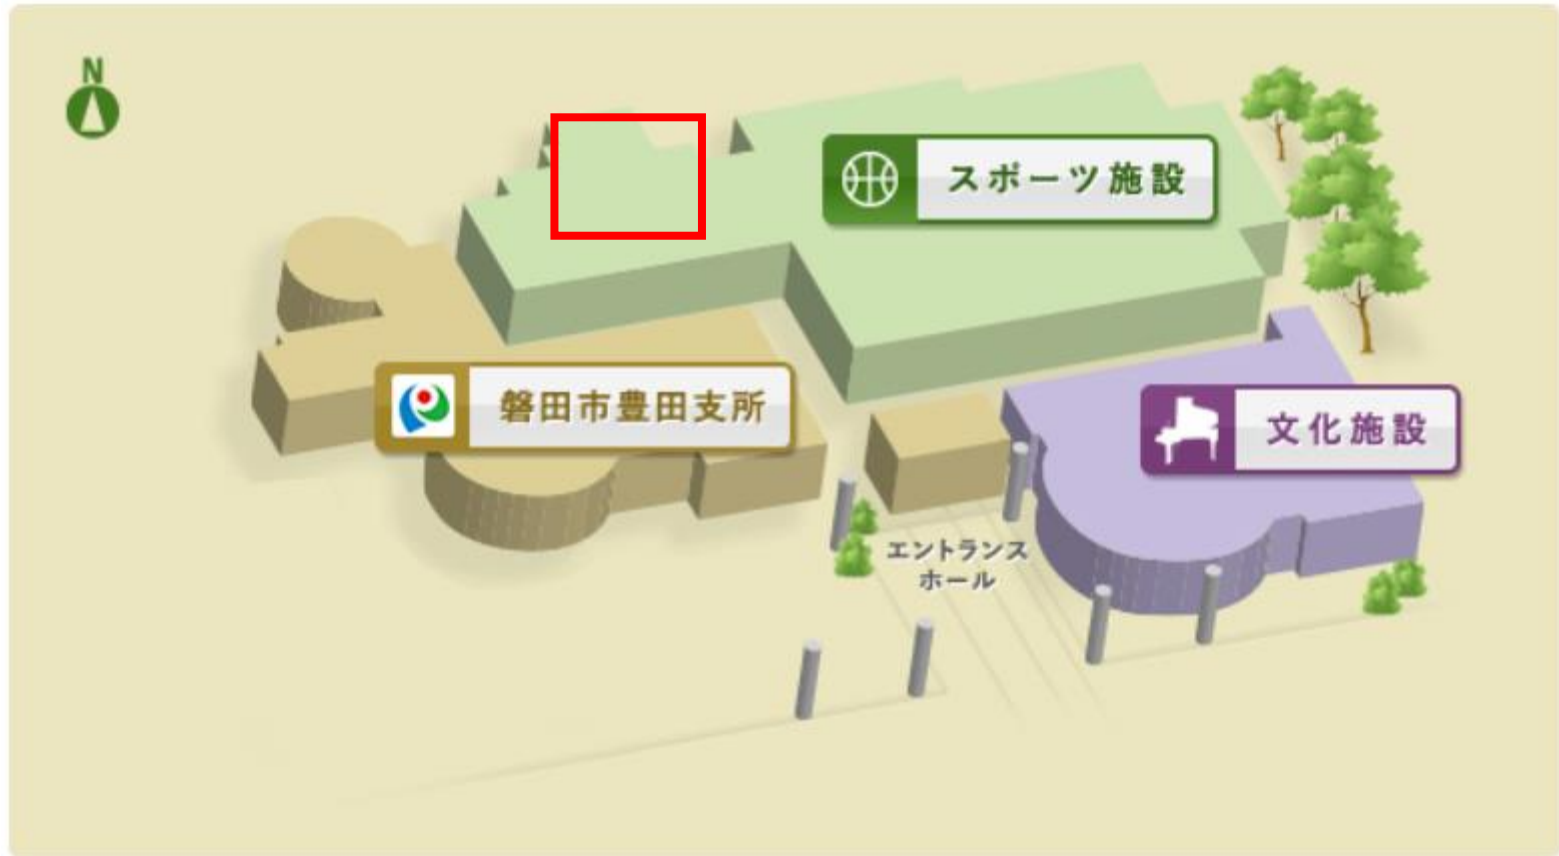 N
スポーツ施設
磐田市豊田支所
文化施設
エントランス
ホール